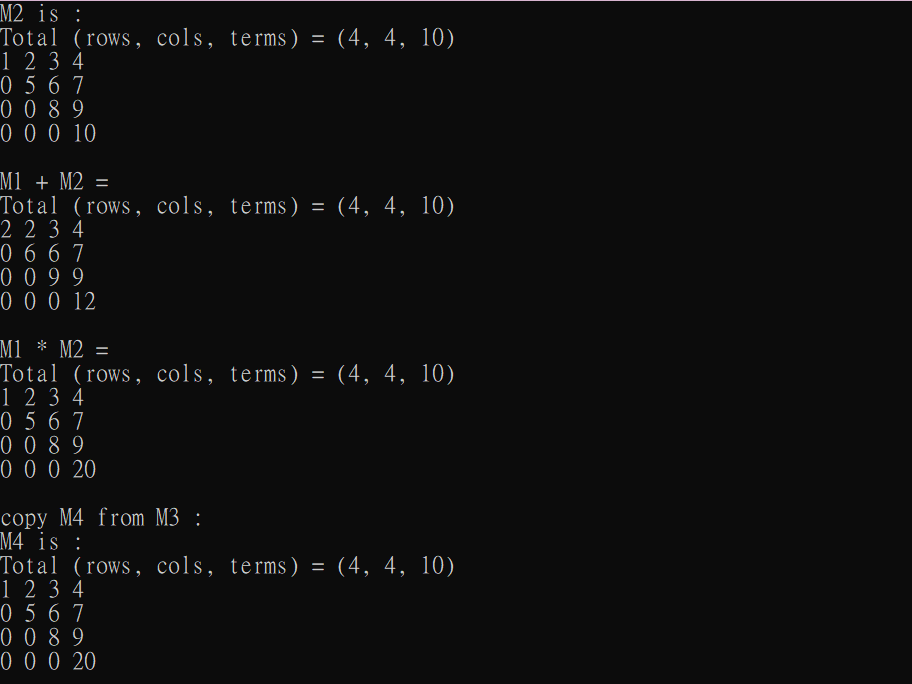 M2 is :
Total (rows, cols, terms) = (4, 4, 10)
1 2 3 4
0 5 6 7
0 0 8 9
0 0 0 10
M1 + M2 =
Total (rows, cols, terms) = (4, 4, 10)
2 2 3 4
0 6 6 7
0 0 9 9
0 0 0 12
M1 * M2 =
Total (rows, cols, terms) = (4, 4, 10)
1 2 3 4
0 5 6 7
0 0 8 9
0 0 0 20
copy M4 from M3 :
M4 is :
Total (rows, cols, terms) = (4, 4, 10)
1 2 3 4
0 5 6 7
0 0 8 9
0 0 0 20